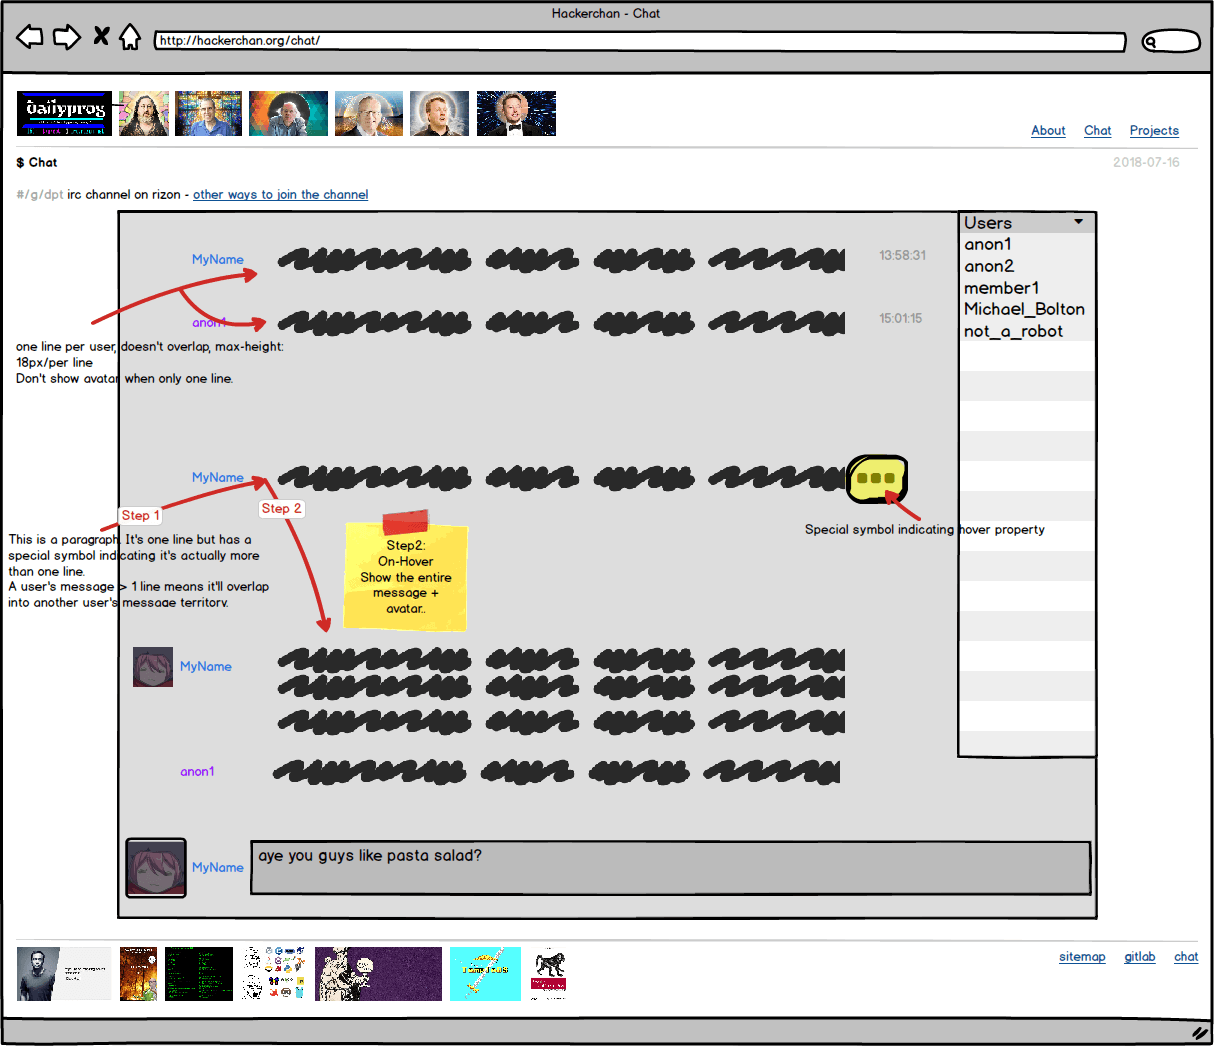 Hackerchan - Chat
http://hackerchan.org/chat/
dailyprog
About Chat Projects
$ Chat
2018-07-16
#/g/dpt irc channel on rizon - other ways to join the channel
Users
anon1
anon2
member1
Michael_Bolton
not_a_robot
MyName
13:58:31
anon1
15:01:15
one line per user, doesn't overlap, max-height:
18px/per line
Don't show avatar when only one line.
MyName
Step 1
Step 2
Special symbol indicating hover property
This is a paragraph. It's one line but has a
special symbol indicating it's actually more
than one line.
A user's message > 1 line means it'll overlap
into another user's message territory.
Step2:
On-Hover
Show the entire
message +
avatar..
MyName
anon1
MyName
aye you guys like pasta salad?
sitemap gitlab chat